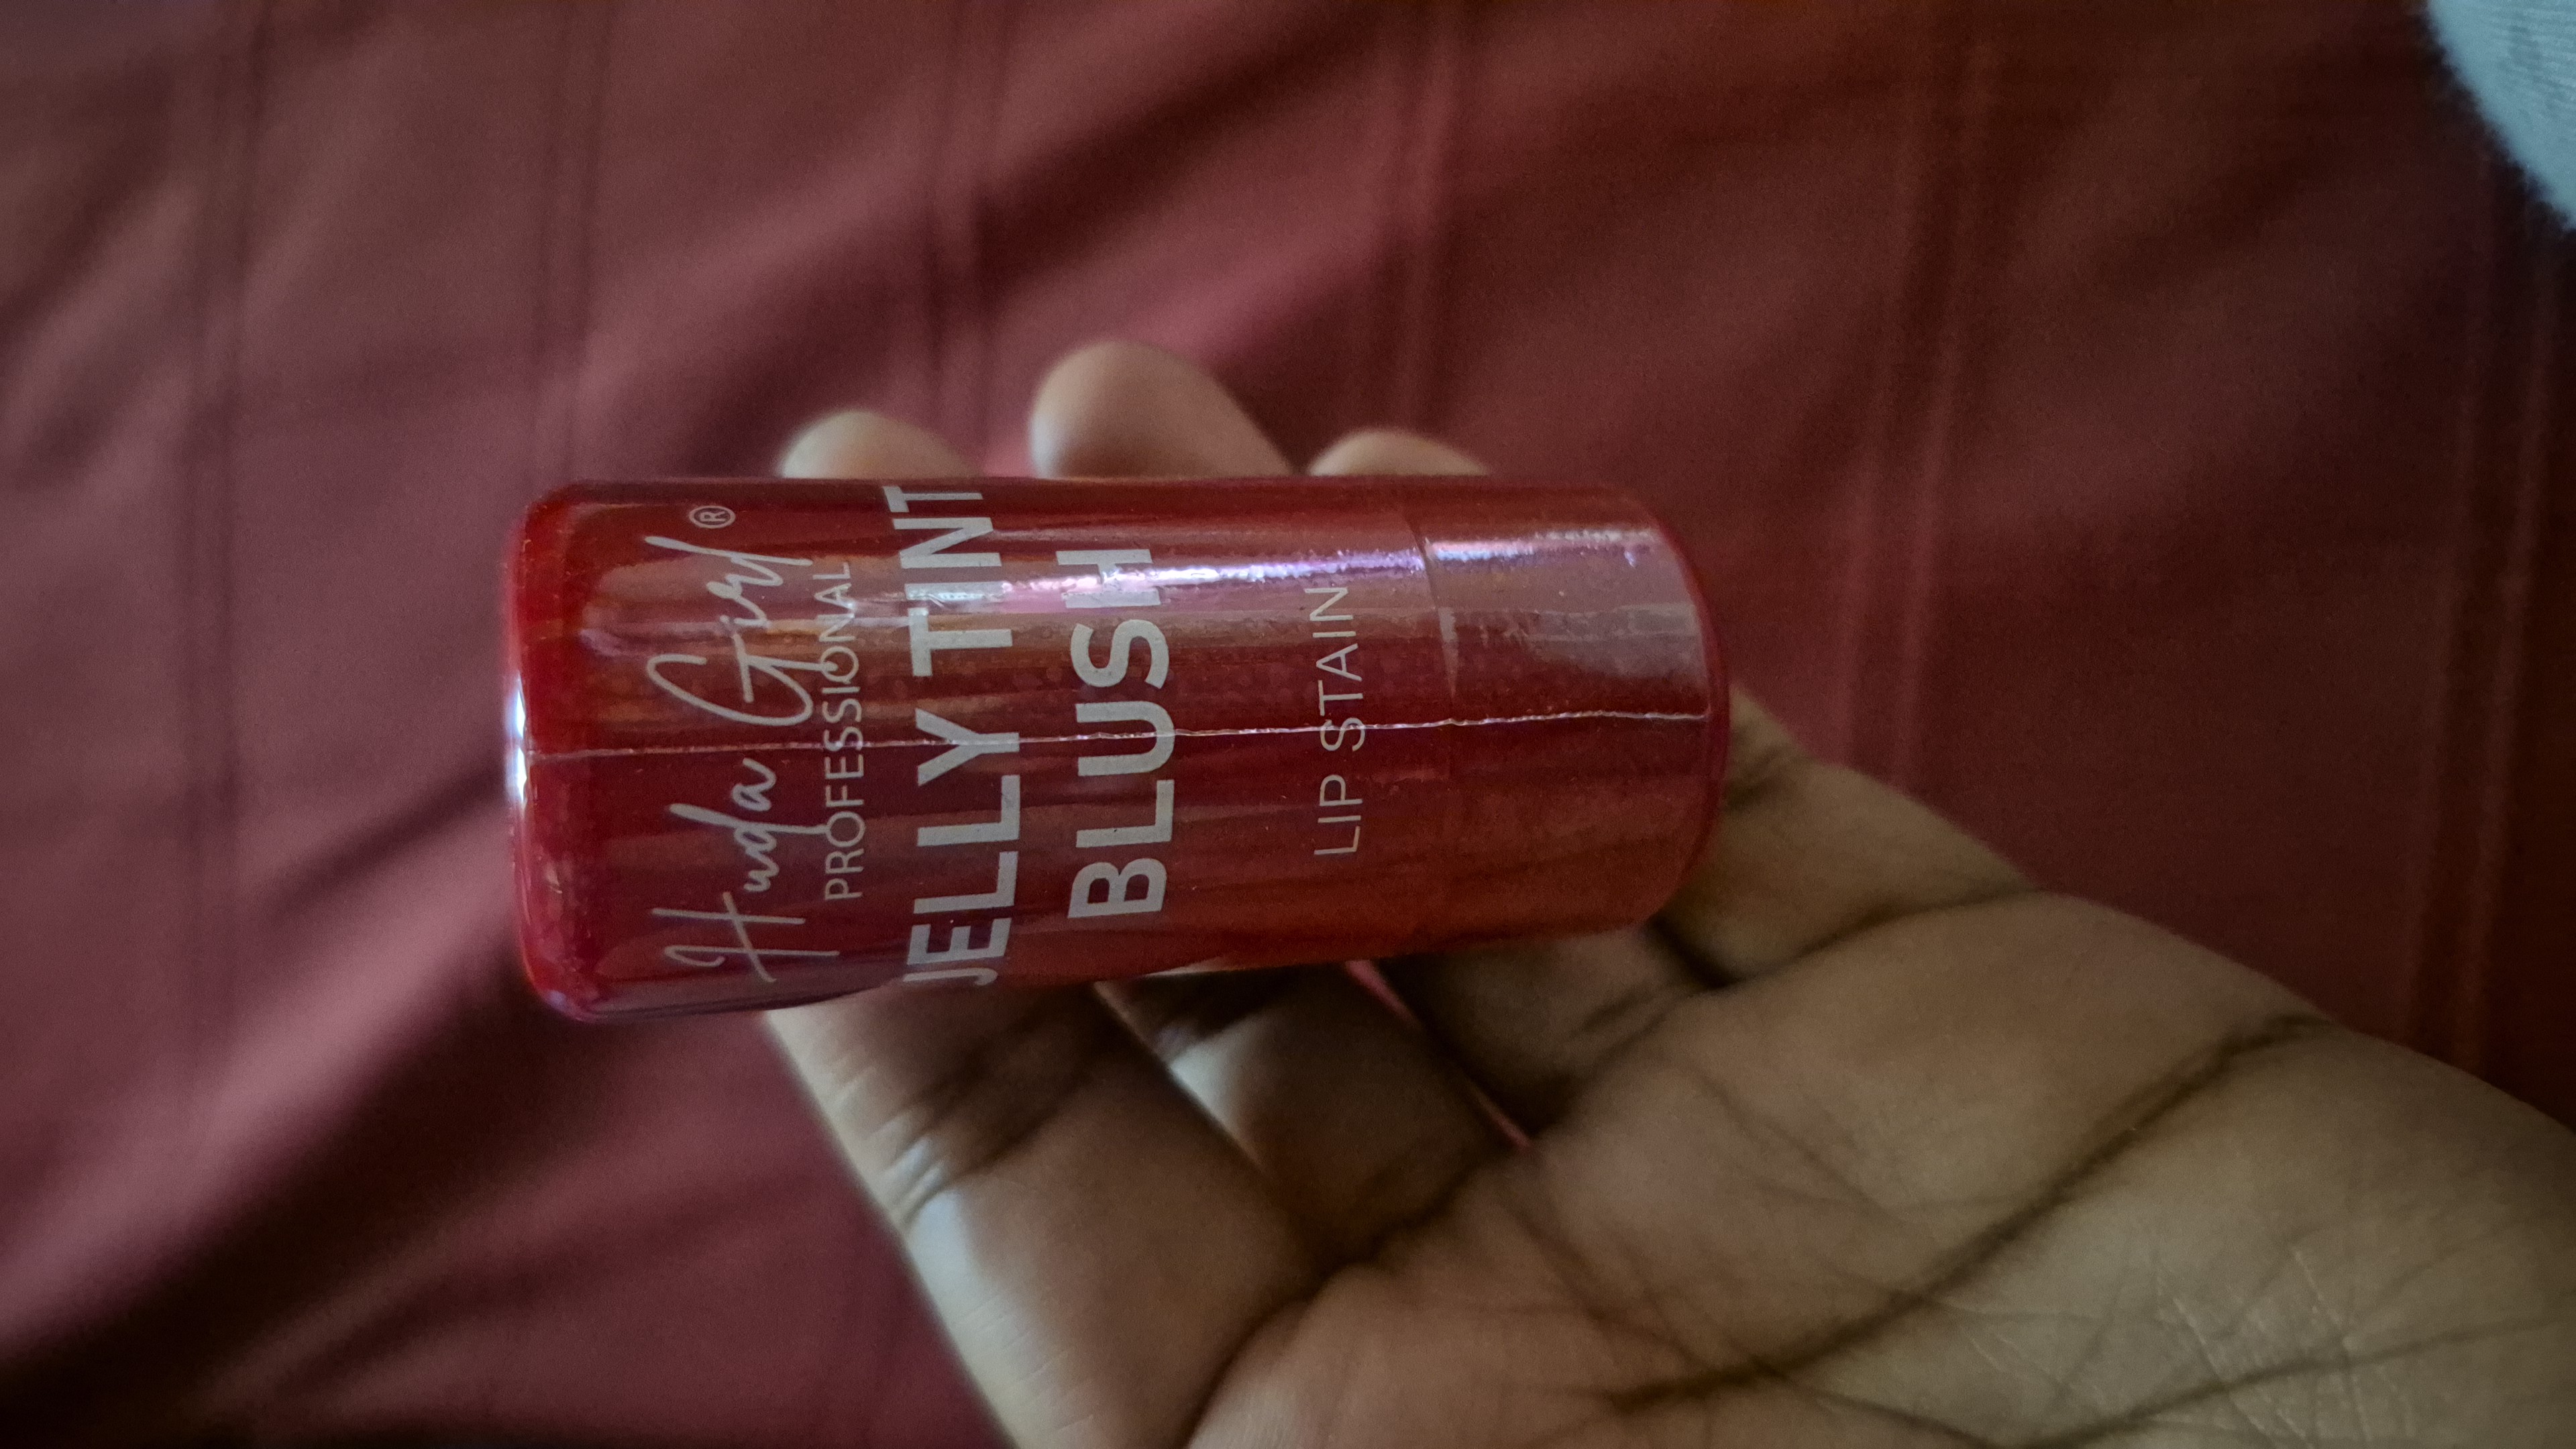 Huda Girl®
PROFESSIONAL
JELLY TINT
BLUSH
LIP STAIN